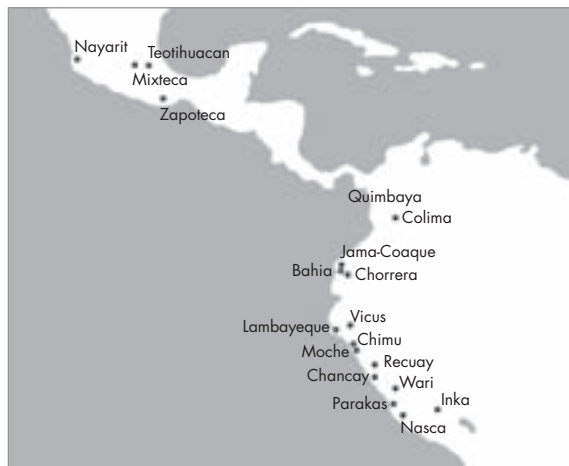 Nayarit
Teotihuacan
Mixteca
Zapoteca
Quimbaya
Colima
Jama-Coaque
Bahia
Chorrera
Vicus
Lambayeque
Chimu
Moche
Recuay
Chancay
Wari
Parakas
Inka
Nasca